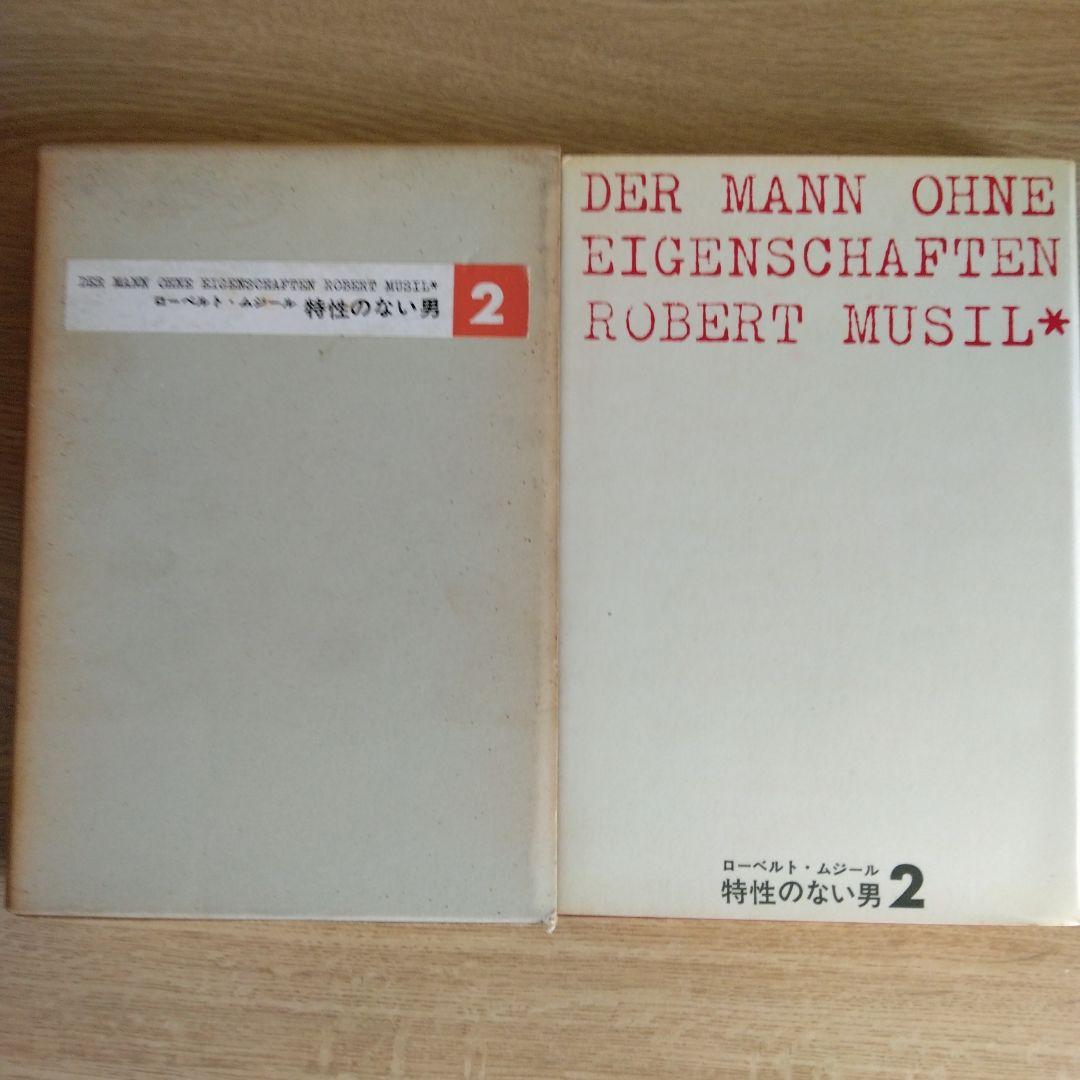 DER MANN OHNE EIGENSCHAFTEN ROBERT MUSIL*
ローベルト・ムジール 特性のない男
2
DER MANN OHNE
EIGENSCHAFTEN
ROBERT MUSIL*
ローベルト・ムジール
特性のない男 2